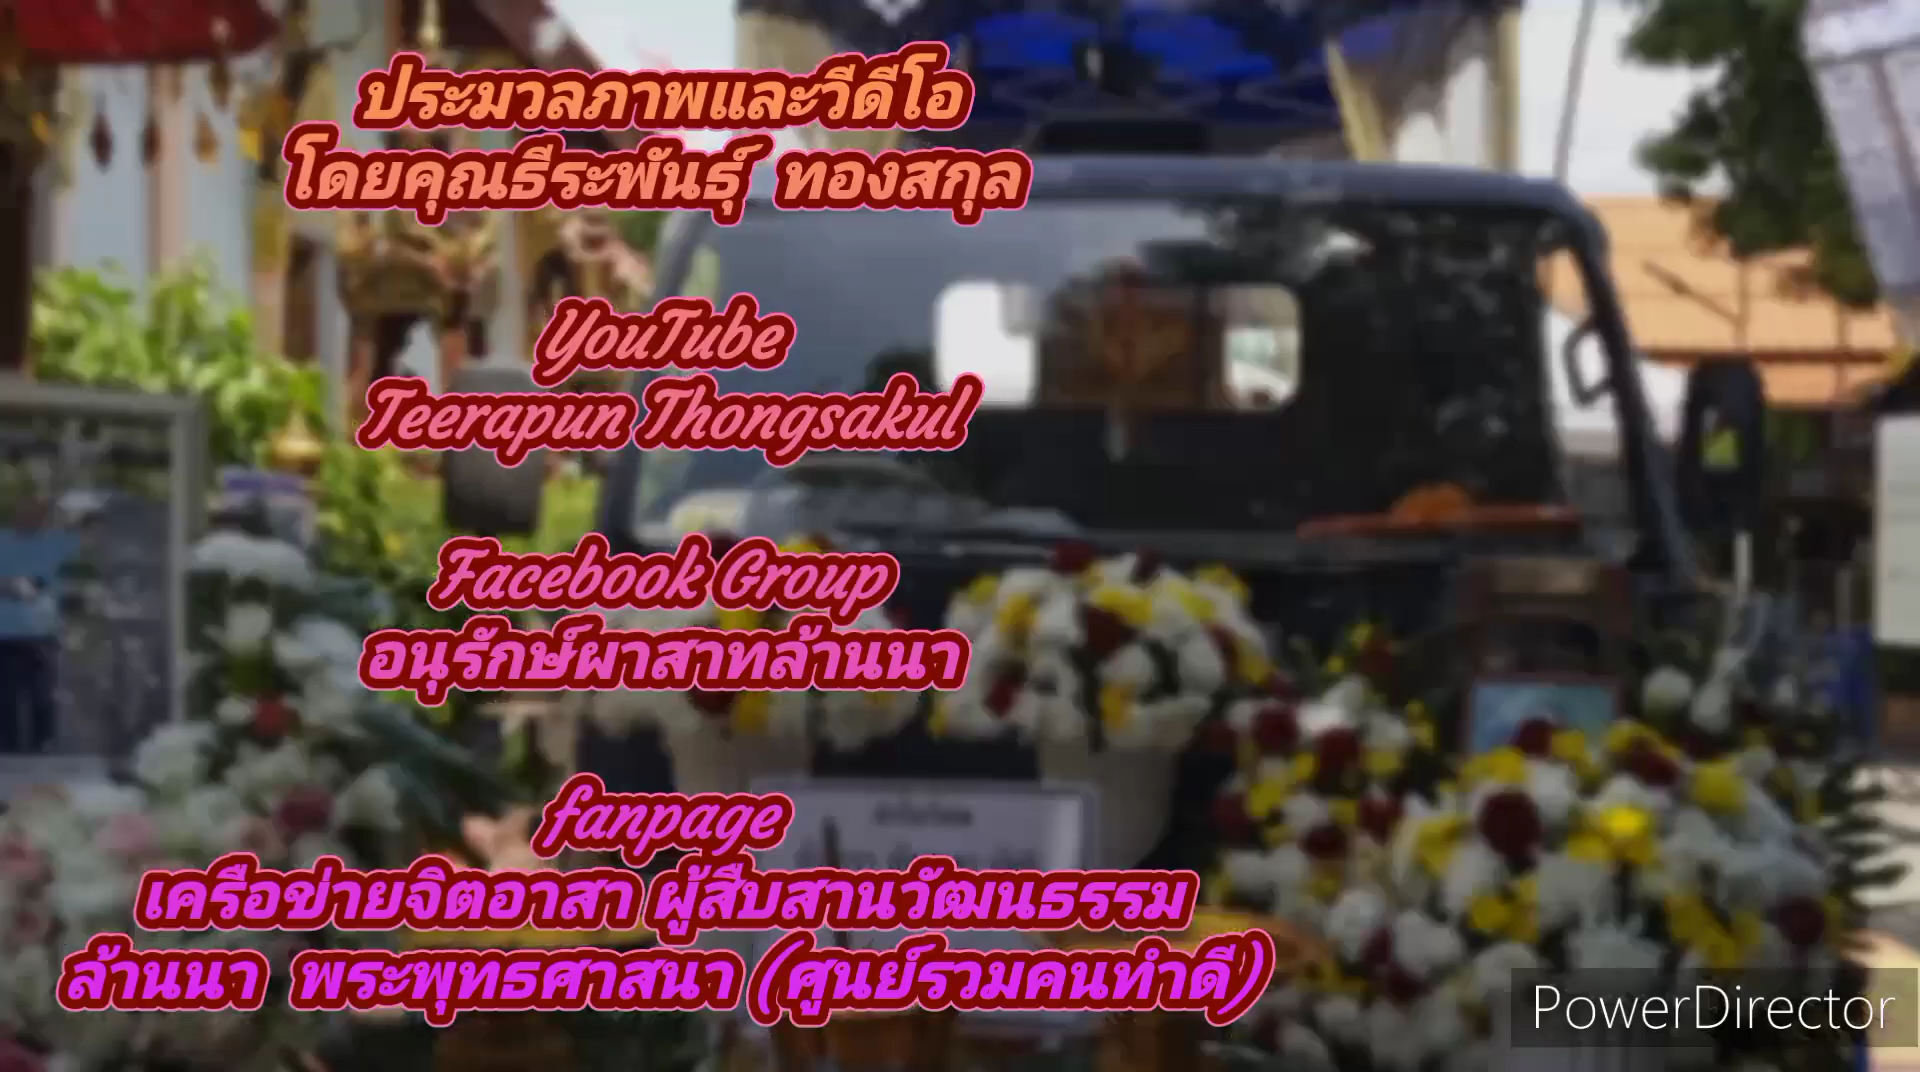 ประมวลภาพและวีดีโอ
โดยคุณธีระพันธุ์ ทองสกุล
YouTube
Teerapun Thongsakul
Facebook Group
อนุรักษ์ผาสาทล้านนา
fanpage
เครือข่ายจิตอาสา ผู้สืบสานวัฒนธรรม
ล้านนา พระพุทธศาสนา (ศูนย์รวมคนทำดี)
PowerDirector